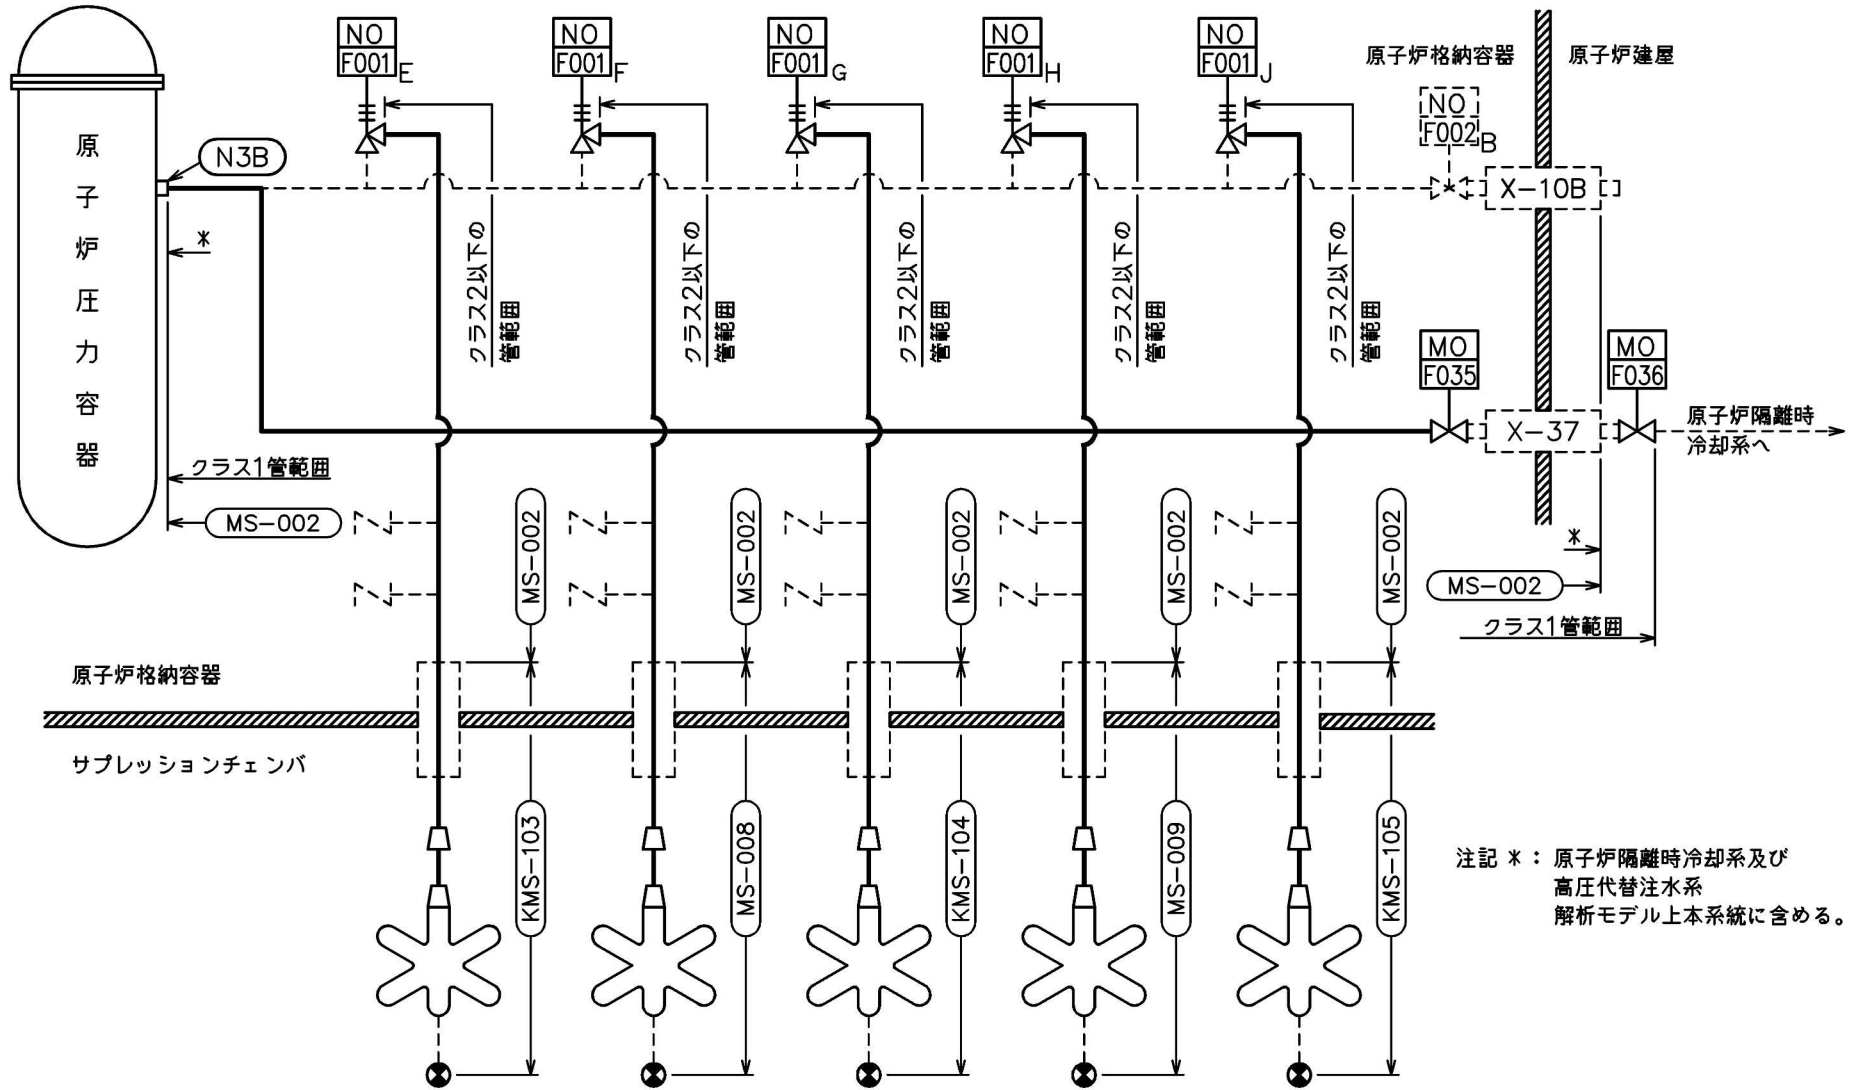 NO
F001 E
NO
F001 F
NO
F001 G
NO
F001 H
NO
F001 J
原子炉格納容器
原子炉建屋
NO
F002 B
原子炉圧力容器
N3B
X-10B
*
クラス2以下の
管範囲
クラス2以下の
管範囲
クラス2以下の
管範囲
クラス2以下の
管範囲
クラス2以下の
管範囲
MO
F035
MO
F036
X-37
原子炉隔離時
冷却系へ
クラス1管範囲
MS-002
MS-002
MS-002
MS-002
MS-002
MS-002
*
MS-002
クラス1管範囲
原子炉格納容器
サプレッションチェンバ
KMS-103
MS-008
KMS-104
MS-009
KMS-105
注記 * : 原子炉隔離時冷却系及び
高圧代替注水系
解析モデル上本系統に含める。